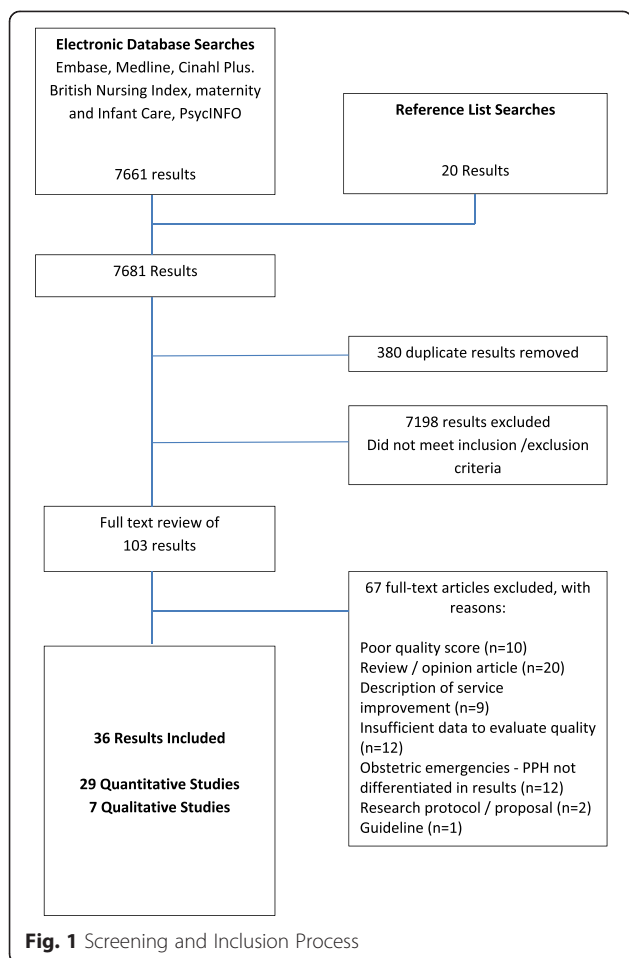 Electronic Database Searches
Embase, Medline, Cinahl Plus.
British Nursing Index, maternity
and Infant Care, PsycINFO
7661 results
Reference List Searches
20 Results
7681 Results
380 duplicate results removed
7198 results excluded
Did not meet inclusion /exclusion
criteria
Full text review of
103 results
67 full-text articles excluded, with
reasons:
Poor quality score (n=10)
Review / opinion article (n=20)
Description of service
improvement (n=9)
Insufficient data to evaluate quality
(n=12)
Obstetric emergencies - PPH not
differentiated in results (n=12)
Research protocol / proposal (n=2)
Guideline (n=1)
36 Results Included
29 Quantitative Studies
7 Qualitative Studies
Fig. 1 Screening and Inclusion Process